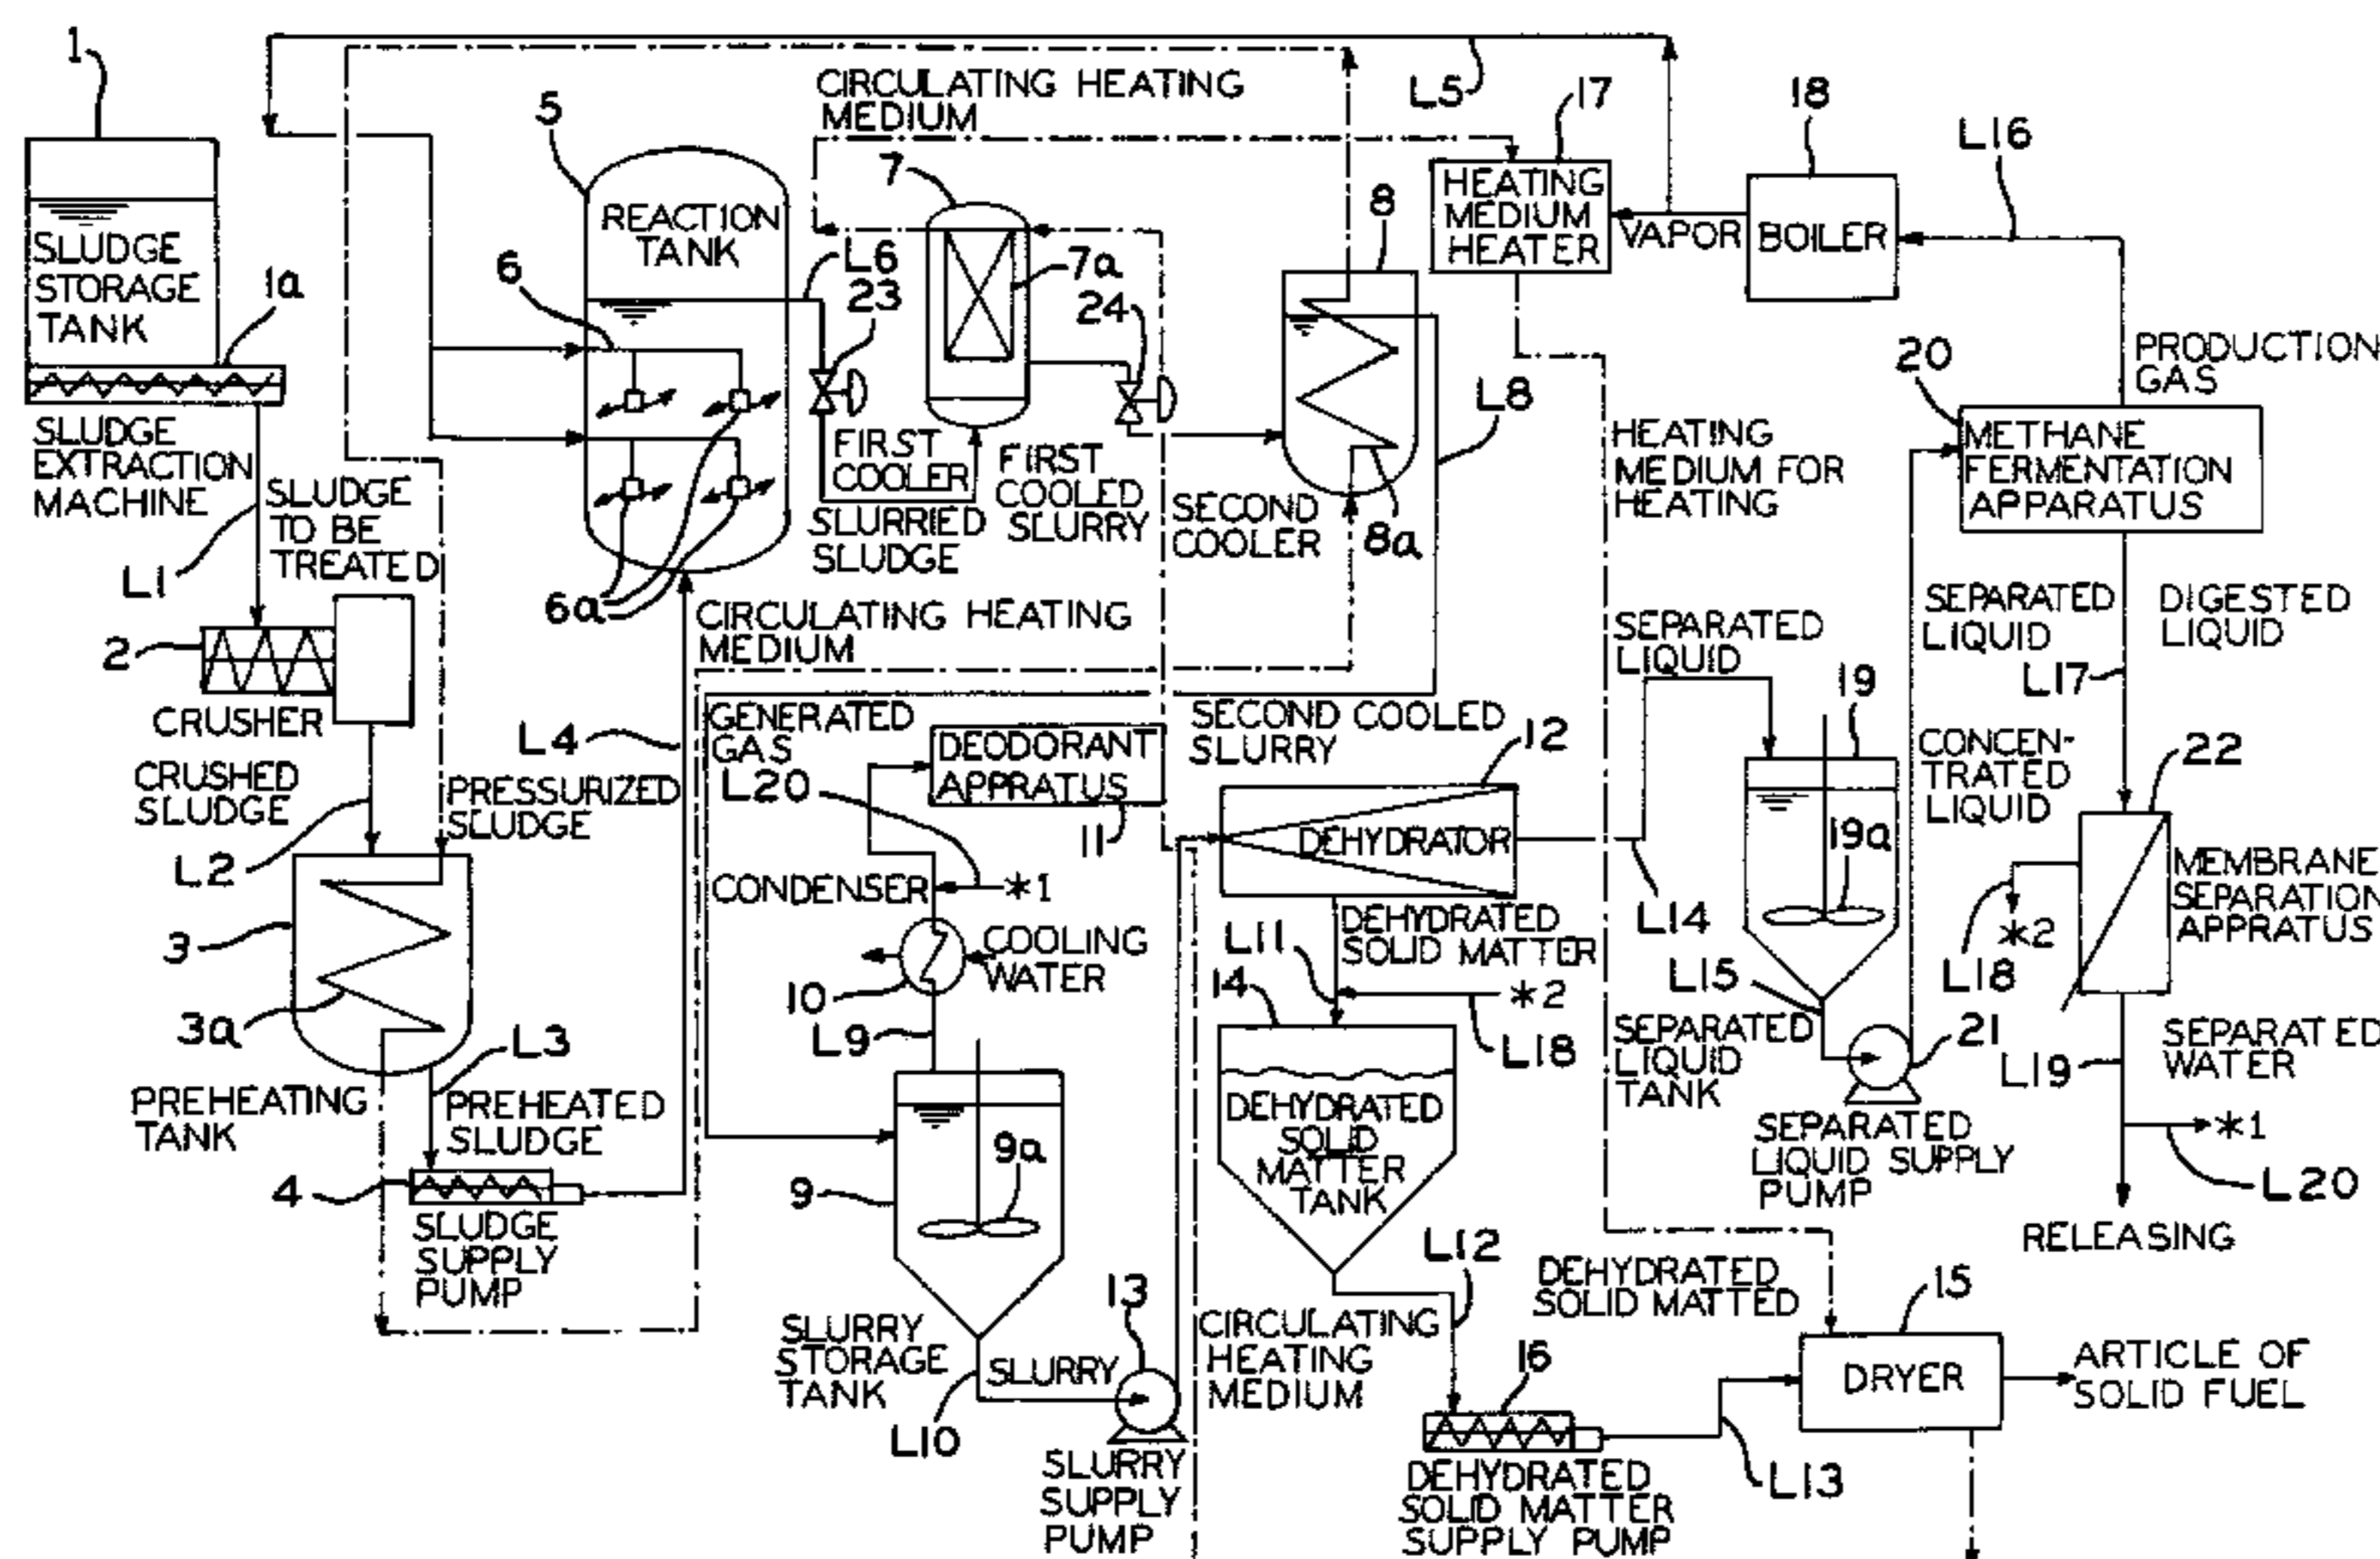 1
CIRCULATING HEATING
MEDIUM
L5
17
18
L16
5
REACTION
TANK
7
7a
L6
23
24
8
HEATING
MEDIUM
HEATER
VAPOR
BOILER
SLUDGE
STORAGE
TANK
1a
6
PRODUCTION
GAS
20
METHANE
FERMENTATION
APPARATUS
L8
HEATING
MEDIUM FOR
HEATING
SLUDGE
EXTRACTION
MACHINE
SLUDGE
TO BE
TREATED
L1
FIRST
COOLER
SLURRIED
SLUDGE
FIRST
COOLED
SLURRY
SECOND
COOLER
8a
6a
CIRCULATING HEATING
MEDIUM
SEPARATED
LIQUID
SEPARATED
LIQUID
DIGESTED
LIQUID
L17
2
CRUSHER
L4
GENERATED
GAS
L20
DEODORANT
APPRATUS
11
SECOND COOLED
SLURRY
12
DEHYDRATOR
19
19a
CONCEN-
TRATED
LIQUID
22
CRUSHED
SLUDGE
L2
PRESSURIZED
SLUDGE
CONDENSER
*1
COOLING
WATER
10
L9
L11
DEHYDRATED
SOLID MATTER
L14
MEMBRANE
SEPARATION
APPRATUS
*2
L18
3
3a
L3
PREHEATING
TANK
PREHEATED
SLUDGE
14
*2
L18
L15
SEPARATED
LIQUID
TANK
21
SEPARATED
LIQUID SUPPLY
PUMP
L19
SEPARATED
WATER
*1
L20
RELEASING
4
SLUDGE
SUPPLY
PUMP
9
9a
DEHYDRATED
SOLID
MATTER
TANK
L12
DEHYDRATED
SOLID MATTED
15
SLURRY
STORAGE
TANK
SLURRY
L10
13
CIRCULATING
HEATING
MEDIUM
16
DRYER
ARTICLE OF
SOLID FUEL
SLURRY
SUPPLY
PUMP
DEHYDRATED
SOLID MATTER
SUPPLY PUMP
L13